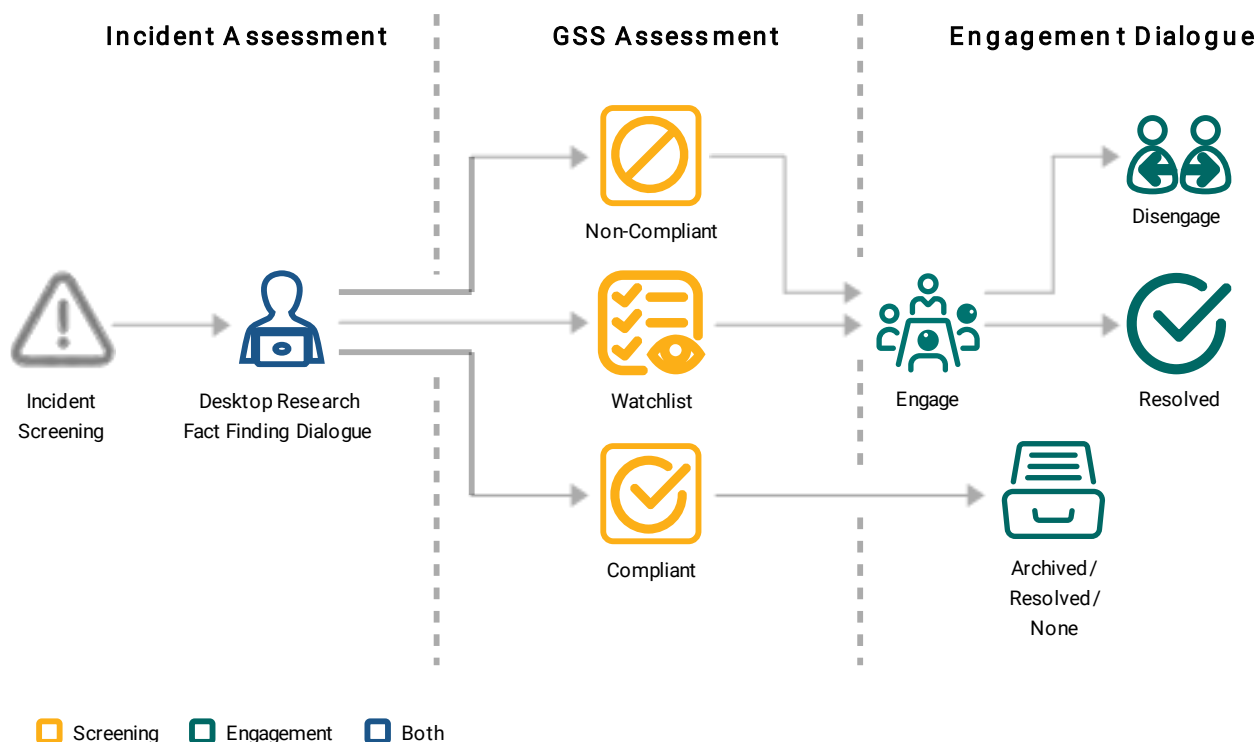 Incident Assessment
GSS Assessment
Engagement Dialogue
Non-Compliant
Disengage
Incident
Screening
Desktop Research
Fact Finding Dialogue
Watchlist
Engage
Resolved
Compliant
Archived/
Resolved/
None
Screening
Engagement
Both